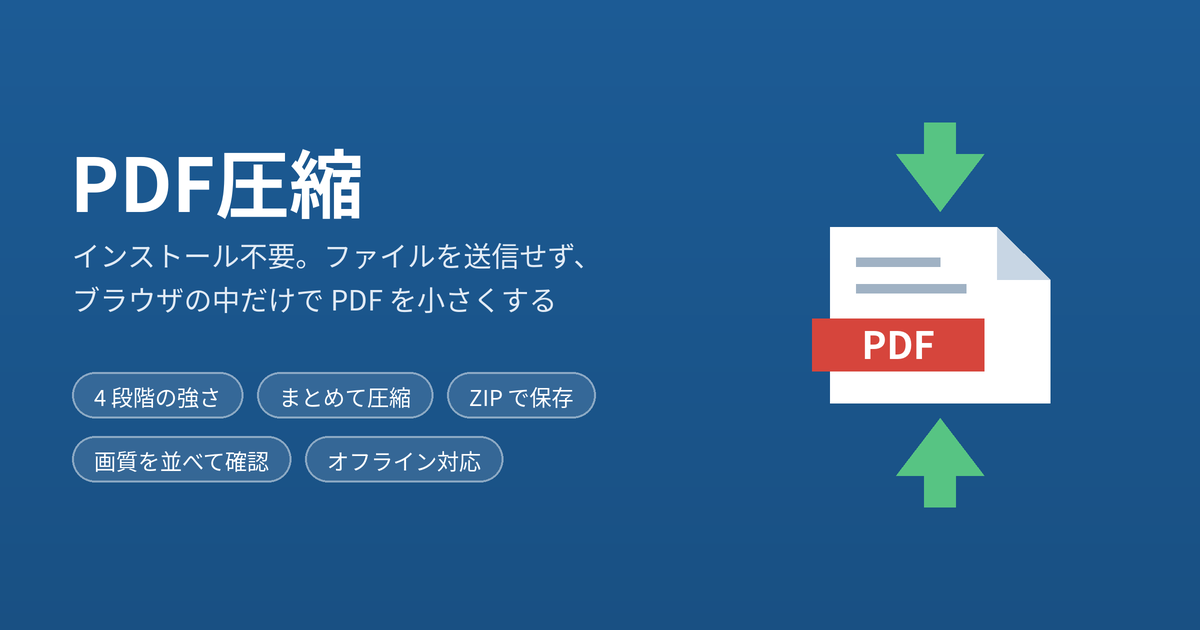 PDF圧縮
インストール不要。ファイルを送信せず、
ブラウザの中だけで PDF を小さくする
4 段階の強さ
まとめて圧縮
ZIP で保存
画質を並べて確認
オフライン対応
PDF